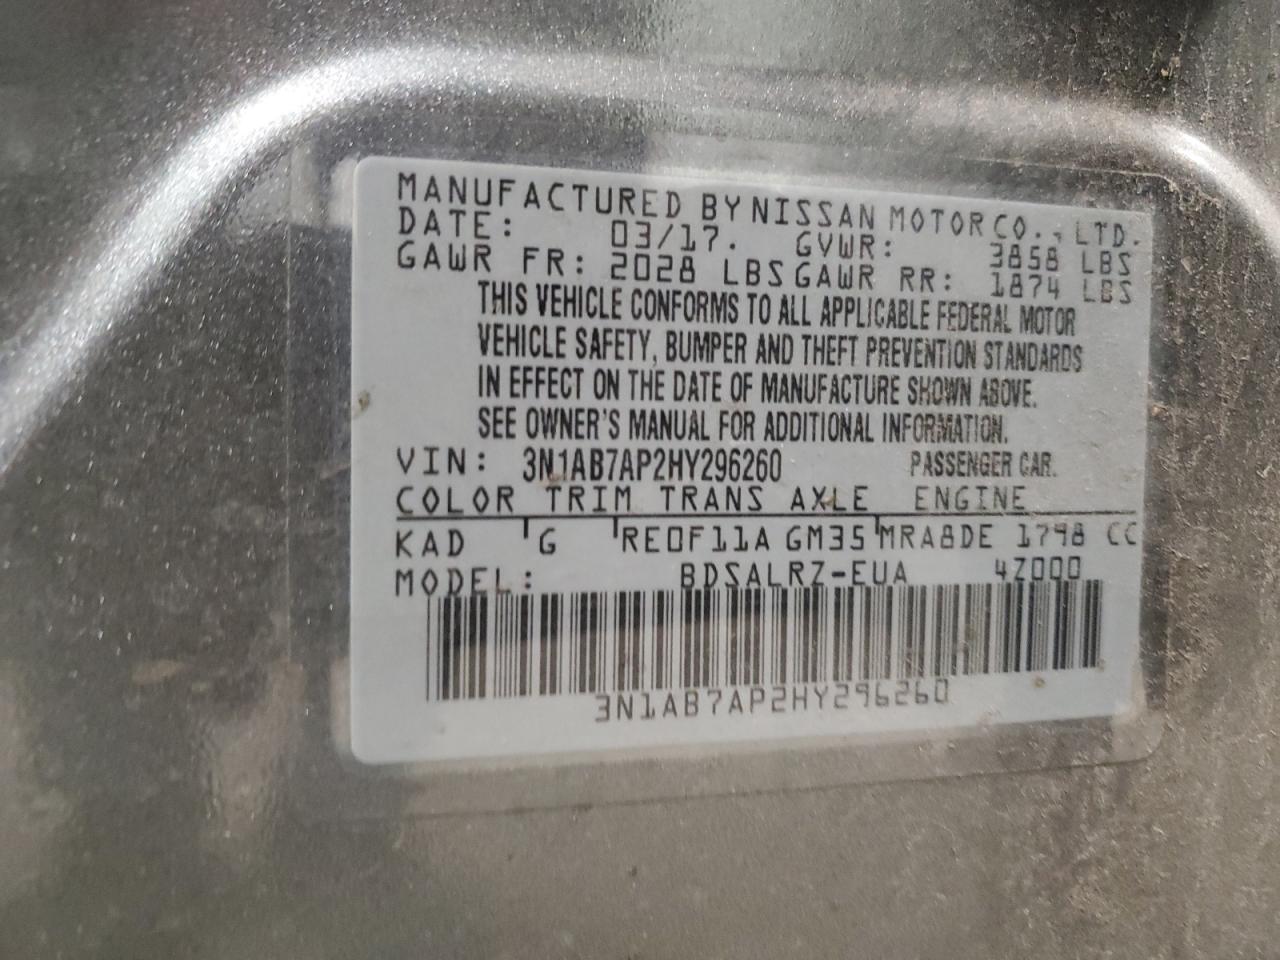 MANUFACTURED BY NISSAN MOTOR CO., LTD.
DATE: 03/17. GVWR: 3858 LBS
GAWR FR: 2028 LBS GAWR RR: 1874 LBS
THIS VEHICLE CONFORMS TO ALL APPLICABLE FEDERAL MOTOR
VEHICLE SAFETY, BUMPER AND THEFT PREVENTION STANDARDS
IN EFFECT ON THE DATE OF MANUFACTURE SHOWN ABOVE.
SEE OWNER'S MANUAL FOR ADDITIONAL INFORMATION.
VIN: 3N1AB7AP2HY296260 PASSENGER CAR.
COLOR TRIM TRANS AXLE ENGINE
KAD G RE0F11A GM35 MRA8DE 1798 CC
MODEL: BDSALRZ-EUA 4Z000
3N1AB7AP2HY296260